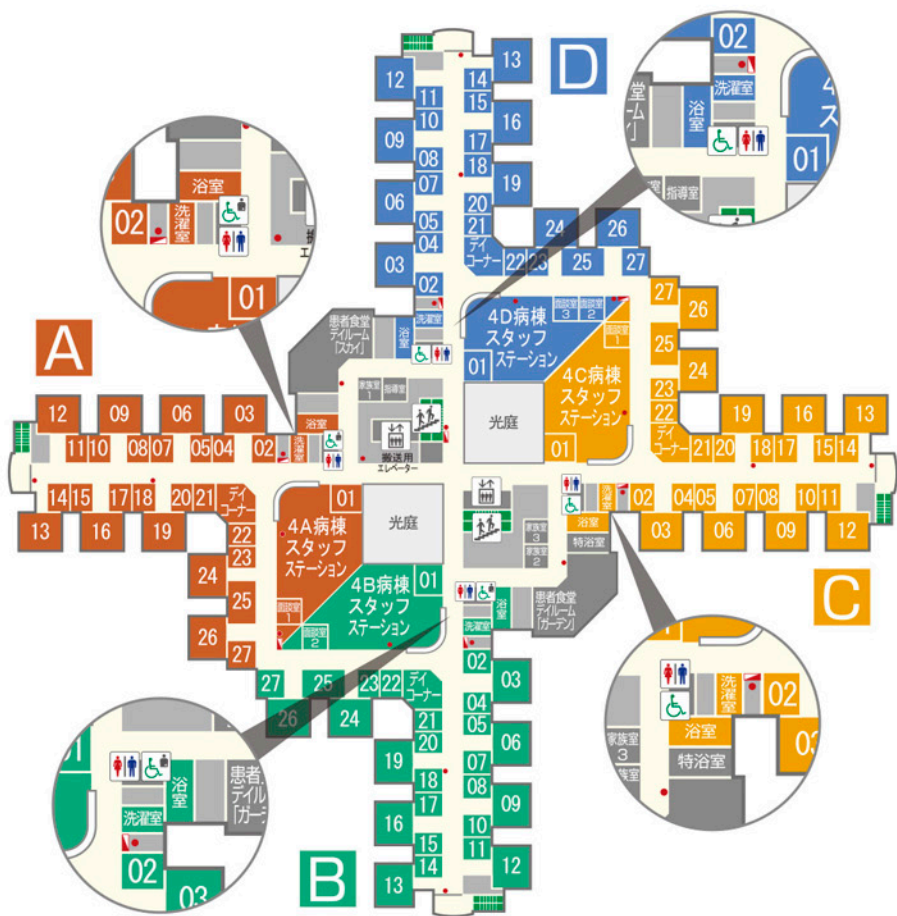 D
13
12
14
15
11
10
16
09
17
18
08
07
19
06
20
21
05
04
デイ
コーナー
22
23
24
25
26
27
03
02
洗濯室
浴室
患者食堂
デイルーム
「スカイ」
4D病棟
スタッフ
ステーション
01
面談室
3
面談室
2
面談室
1
4C病棟
スタッフ
ステーション
01
光庭
家族室
1
指導室
搬送用
エレベーター
27
26
25
24
23
22
デイ
コーナー
21
20
19
18
17
16
15
14
13
C
洗濯室
02
04
05
07
08
10
11
03
06
09
12
浴室
特浴室
家族室
3
家族室
2
患者食堂
デイルーム
「ガーデン」
A
12
09
06
03
11
10
08
07
05
04
02
洗濯室
浴室
14
15
17
18
20
21
デイ
コーナー
13
16
19
22
23
24
25
26
27
01
4A病棟
スタッフ
ステーション
面談室
1
光庭
4B病棟
スタッフ
ステーション
01
面談室
2
浴室
洗濯室
02
03
27
25
23
22
デイ
コーナー
26
24
04
05
21
20
19
06
07
08
18
17
16
09
10
11
15
14
13
12
B
浴室
02
洗濯室
01
02
洗濯室
浴室
指導室
01
浴室
洗濯室
02
03
洗濯室
02
浴室
特浴室
家族室
3